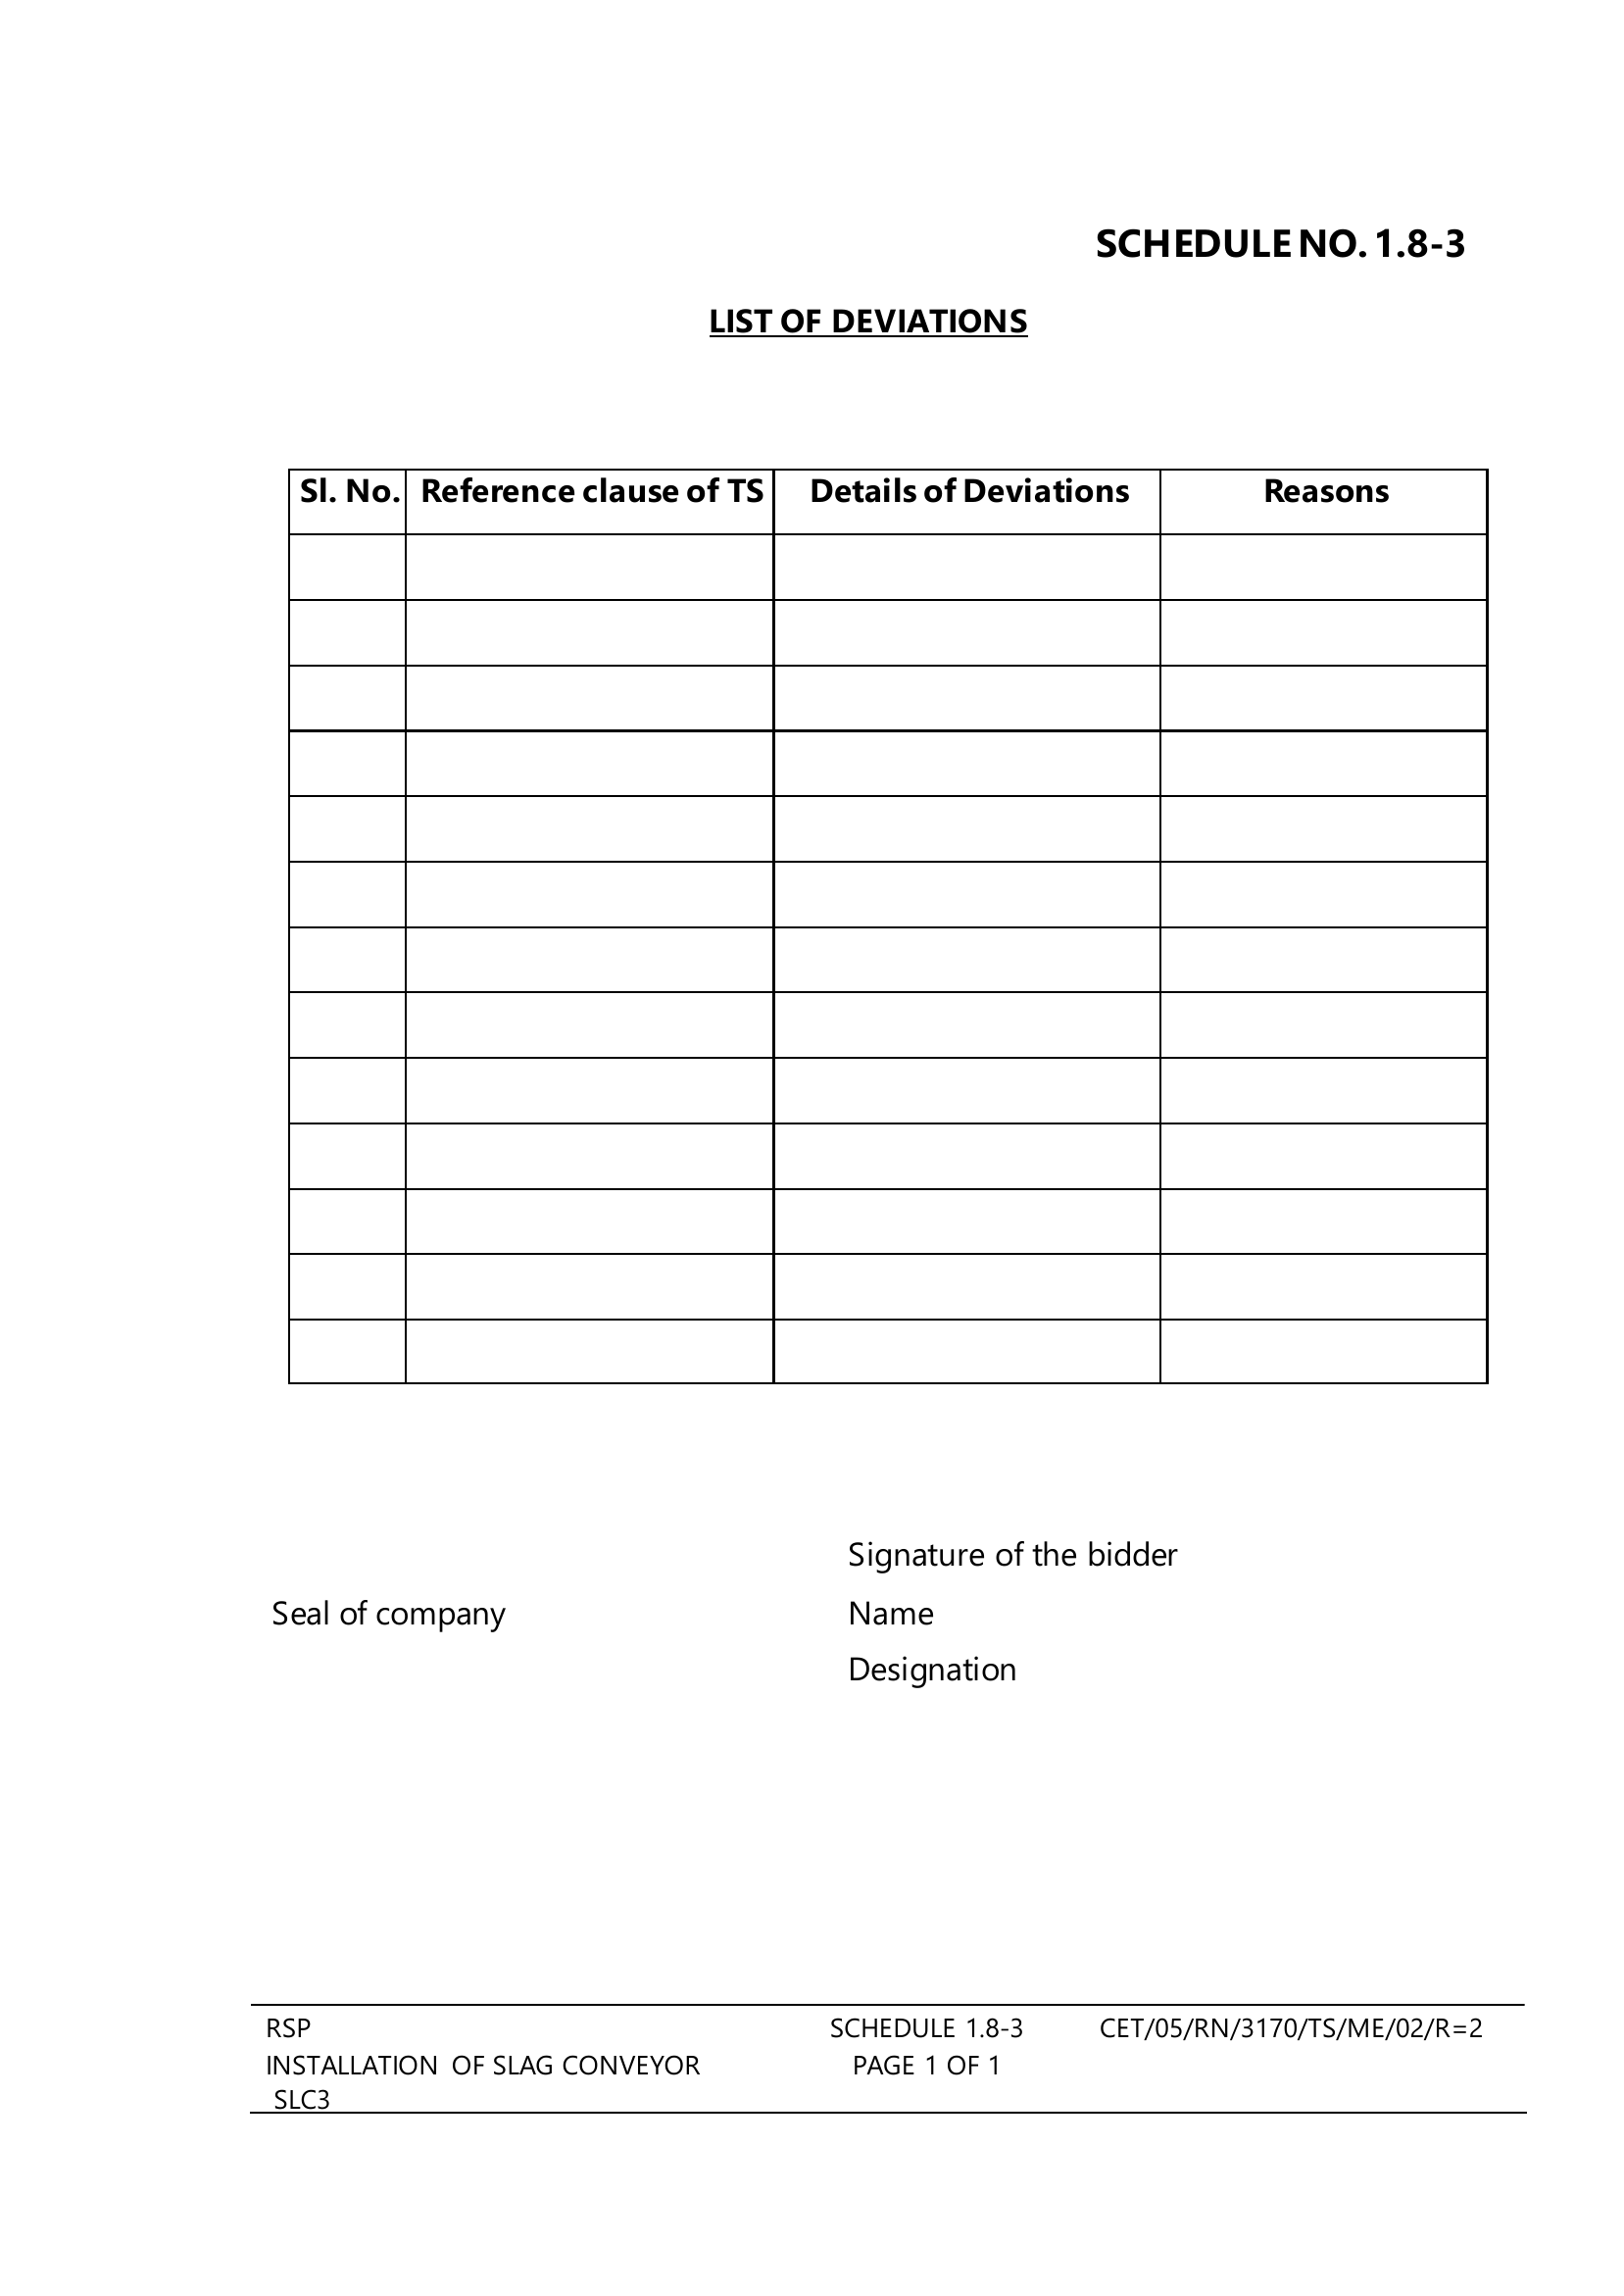 SCHEDULE NO. 1.8-3
LIST OF DEVIATIONS
Sl. No. Reference clause of TS Details of Deviations Reasons
Signature of the bidder
Seal of company Name
Designation
RSP SCHEDULE 1.8-3 CET/05/RN/3170/TS/ME/02/R=2
INSTALLATION OF SLAG CONVEYOR PAGE 1 OF 1
SLC3